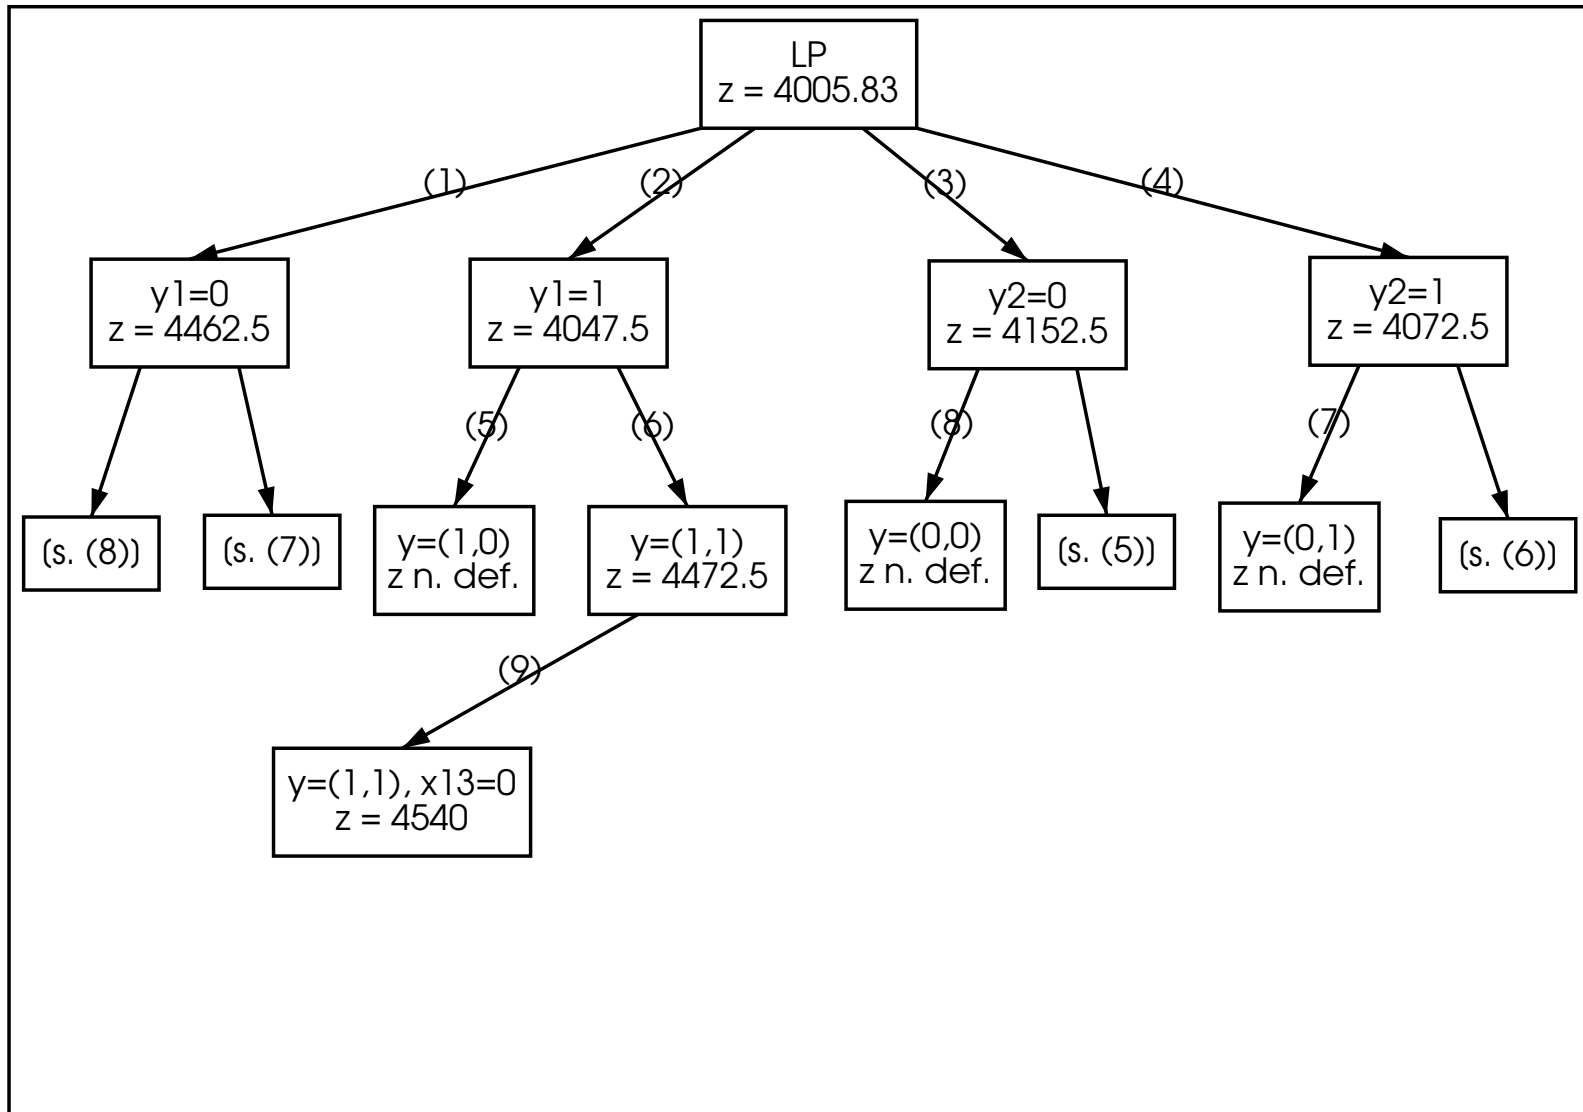 LP
z = 4005.83
(1)
(2)
(3)
(4)
y1=0
z = 4462.5
y1=1
z = 4047.5
y2=0
z = 4152.5
y2=1
z = 4072.5
(5)
(6)
(8)
(7)
(s. (8))
(s. (7))
y=(1,0)
z n. def.
y=(1,1)
z = 4472.5
y=(0,0)
z n. def.
(s. (5))
y=(0,1)
z n. def.
(s. (6))
(9)
y=(1,1), x13=0
z = 4540